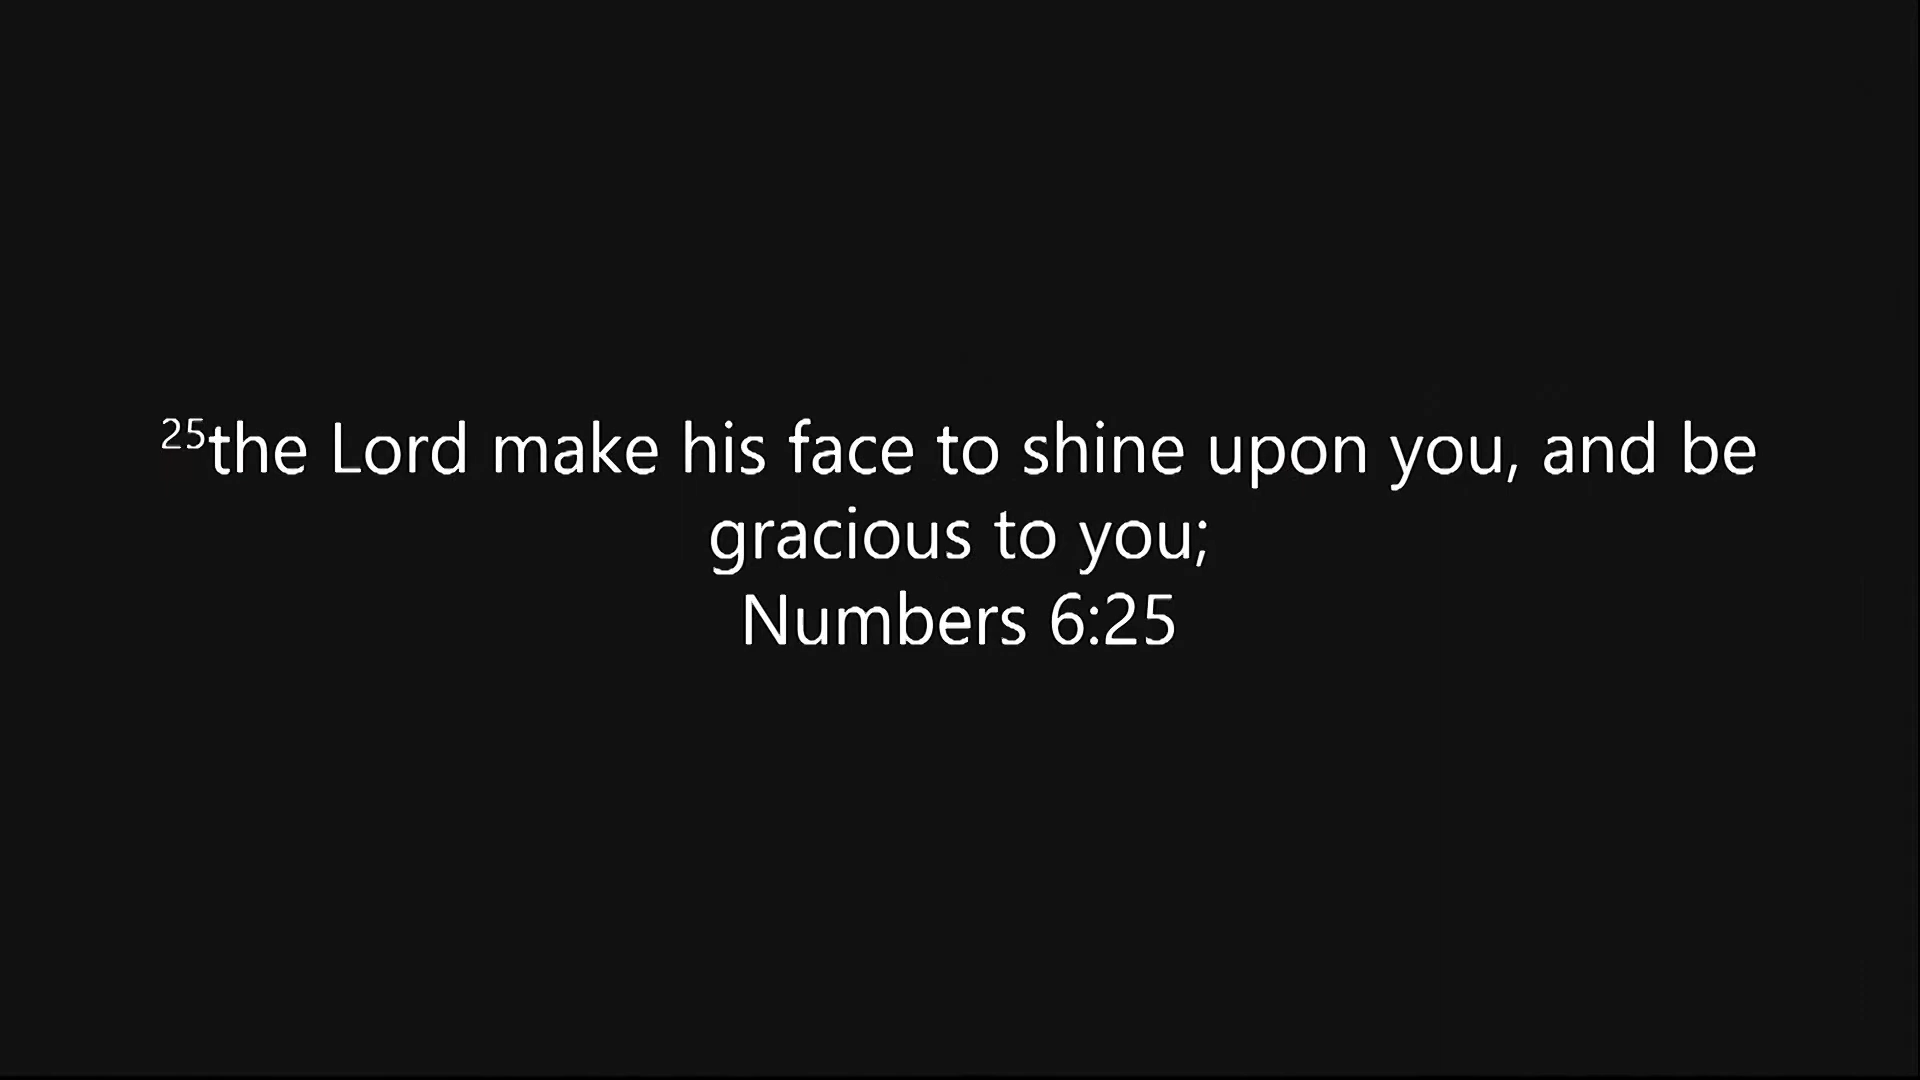 25the Lord make his face to shine upon you, and be
gracious to you;
Numbers 6:25